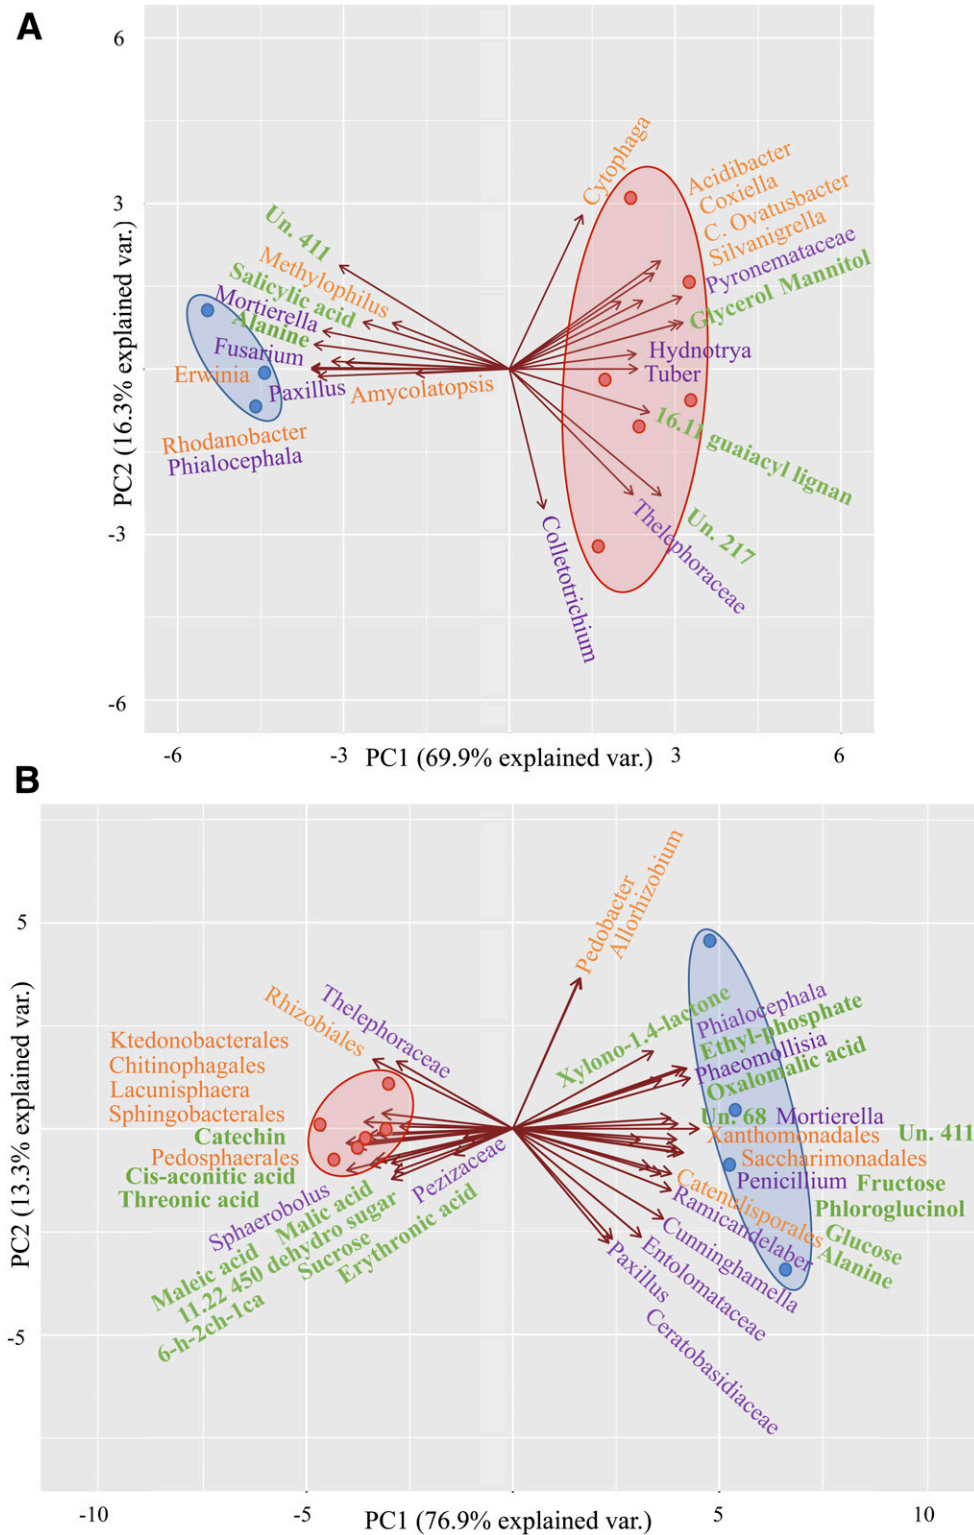 A
6
3
-3
-6
PC2 (16.3% explained var.)
Cytophaga
Acidibacter
Coxiella
C. Ovatusbacter
Silvanigrella
Pyronemataceae
Glycerol Mannitol
Hydnotrya
Tuber
16.11 guaiacyl lignan
Un. 217
Thelephoraceae
Colletotrichium
Un. 411
Methylophilus
Salicylic acid
Mortierella
Alanine
Fusarium
Erwinia
Paxillus
Amycolatopsis
Rhodanobacter
Phialocephala
-6
-3
PC1 (69.9% explained var.)
3
6
B
5
-5
PC2 (13.3% explained var.)
Pedobacter
Allorhizobium
Rhizobiales
Thelephoraceae
Ktedonobacterales
Chitinophagales
Lacunisphaera
Sphingobacterales
Catechin
Pedosphaerales
Cis-aconitic acid
Threonic acid
Sphaerobolus
Pezizaceae
Maleic acid
Malic acid
11.22 450 dehydro sugar
Sucrose
6-h-2ch-1ca
Erythronic acid
Xylono-1.4-lactone
Phialocephala
Ethyl-phosphate
Phaeomollisia
Oxalomalic acid
Un. 68
Mortierella
Xanthomonadales
Un. 411
Saccharimonadales
Penicillium
Fructose
Catenulisporales
Phloroglucinol
Ramicandelaber
Glucose
Alanine
Cunninghamella
Entolomataceae
Paxillus
Ceratobasidiaceae
-10
-5
PC1 (76.9% explained var.)
5
10